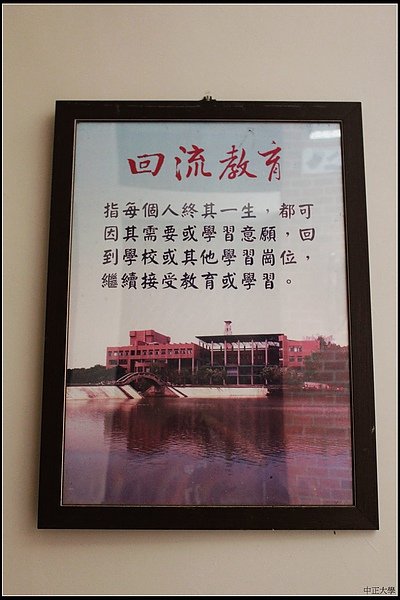 回流教育
指每個人終其一生，都可
因其需要或學習意願，回
到學校或其他學習崗位，
繼續接受教育或學習。
中正大學